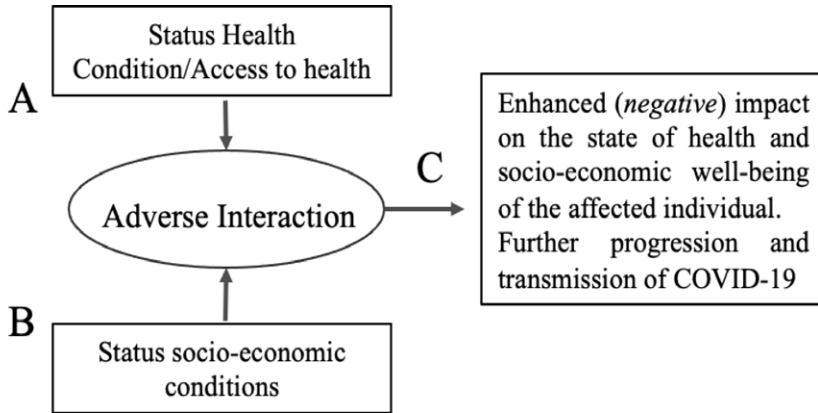 A
Status Health
Condition/Access to health
Adverse Interaction
B
Status socio-economic
conditions
C
Enhanced (negative) impact
on the state of health and
socio-economic well-being
of the affected individual.
Further progression and
transmission of COVID-19